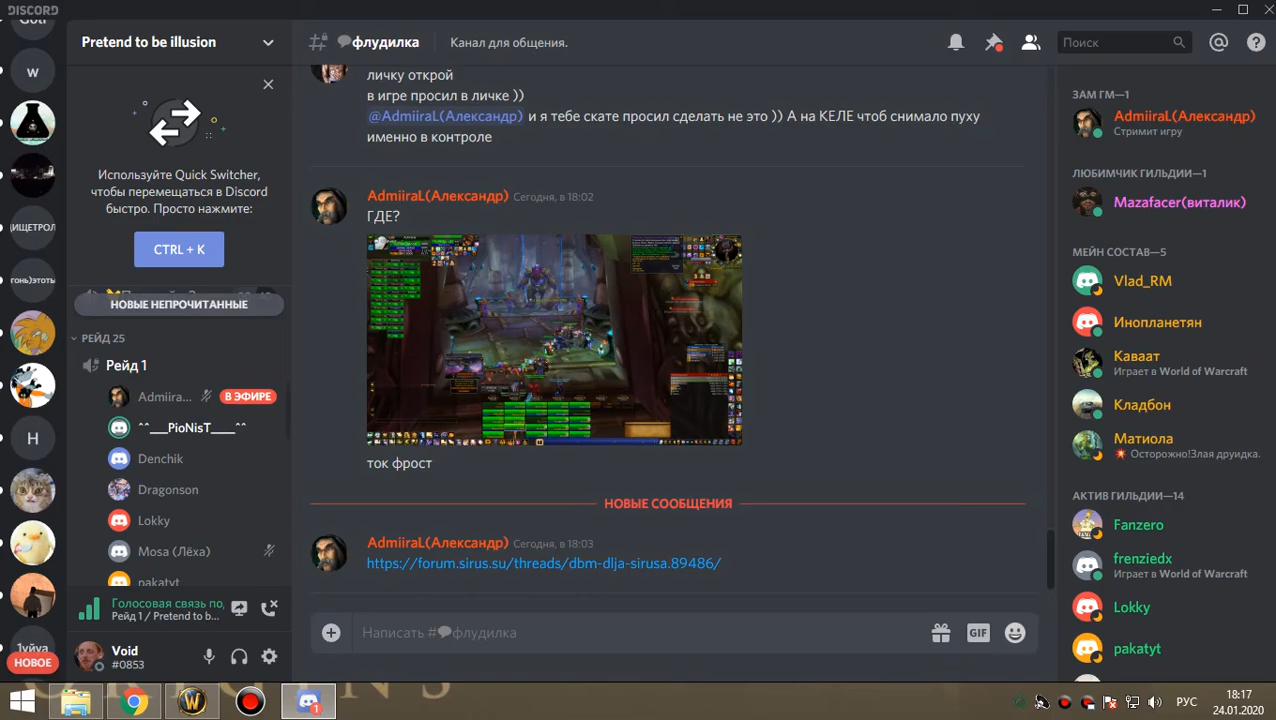 DISCORD
W
ИЩЕТРОЛ
гонь)этоты
H
1уйуа
НОВОЕ
Pretend to be illusion
Используйте Quick Switcher,
чтобы перемещаться в Discord
быстро. Просто нажмите:
CTRL + K
НОВЫЕ НЕПРОЧИТАННЫЕ
РЕЙД 25
Рейд 1
Admiira...
В ЭФИРЕ
^^___PioNisT____^^
Denchik
Dragonson
Lokky
Mosa (Лёха)
pakatyt
Голосовая связь по,
Рейд 1 / Pretend to b...
Void
#0853
флудилка
Канал для общения.
Поиск
личку открой
в игре просил в личке ))
@AdmiiraL(Александр) и я тебе скате просил сделать не это )) А на КЕЛЕ чтоб снимало пуху
именно в контроле
AdmiiraL(Александр) Сегодня, в 18:02
ГДЕ?
ток фрост
НОВЫЕ СООБЩЕНИЯ
AdmiiraL(Александр) Сегодня, в 18:03
https://forum.sirus.su/threads/dbm-dlja-sirusa.89486/
Написать #флудилка
GIF
ЗАМ ГМ—1
AdmiiraL(Александр)
Стримит игру
ЛЮБИМЧИК ГИЛЬДИИ—1
Mazafacer(виталик)
МЕЙН СОСТАВ—5
Vlad_RM
Инопланетян
Каваат
Играет в World of Warcraft
Кладбон
Матиола
Осторожно!Злая друидка.
АКТИВ ГИЛЬДИИ—14
Fanzero
frenziedx
Играет в World of Warcraft
Lokky
pakatyt
1
РУС
18:17
24.01.2020